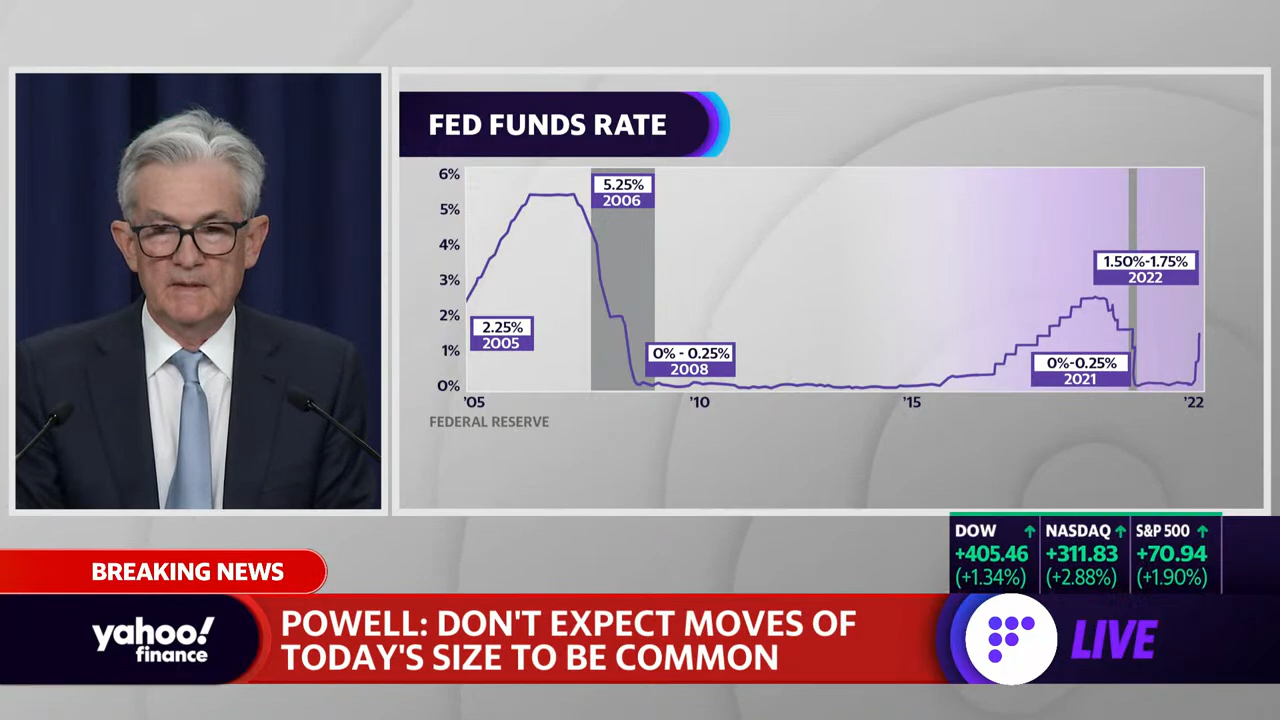 FED FUNDS RATE
6%
5%
4%
3%
2%
1%
0%
5.25%
2006
2.25%
2005
0% - 0.25%
2008
1.50%-1.75%
2022
0%-0.25%
2021
'05
'10
'15
'22
FEDERAL RESERVE
DOW
+405.46
(+1.34%)
NASDAQ
+311.83
(+2.88%)
S&P 500
+70.94
(+1.90%)
BREAKING NEWS
yahoo!
finance
POWELL: DON'T EXPECT MOVES OF
TODAY'S SIZE TO BE COMMON
LIVE